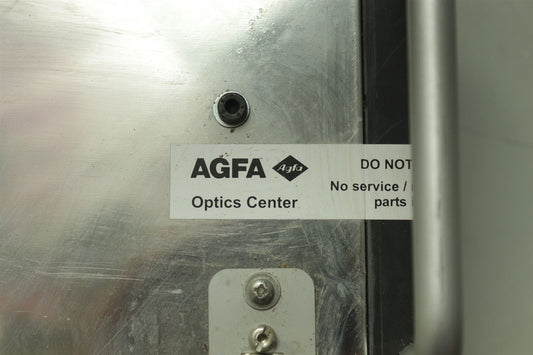 AGFA Agfa DO NOT
No service /
Optics Center parts